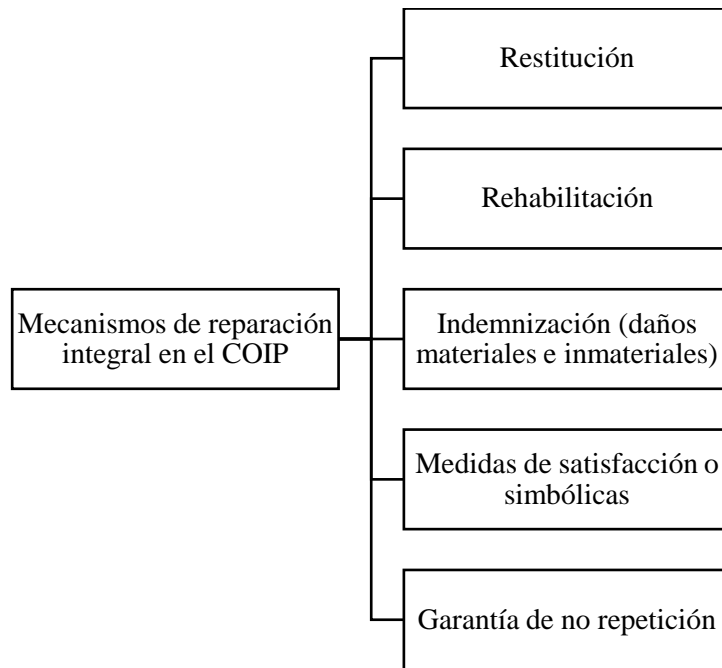 Restitución
Rehabilitación
Mecanismos de reparación
integral en el COIP
Indemnización (daños
materiales e inmateriales)
Medidas de satisfacción o
simbólicas
Garantía de no repetición